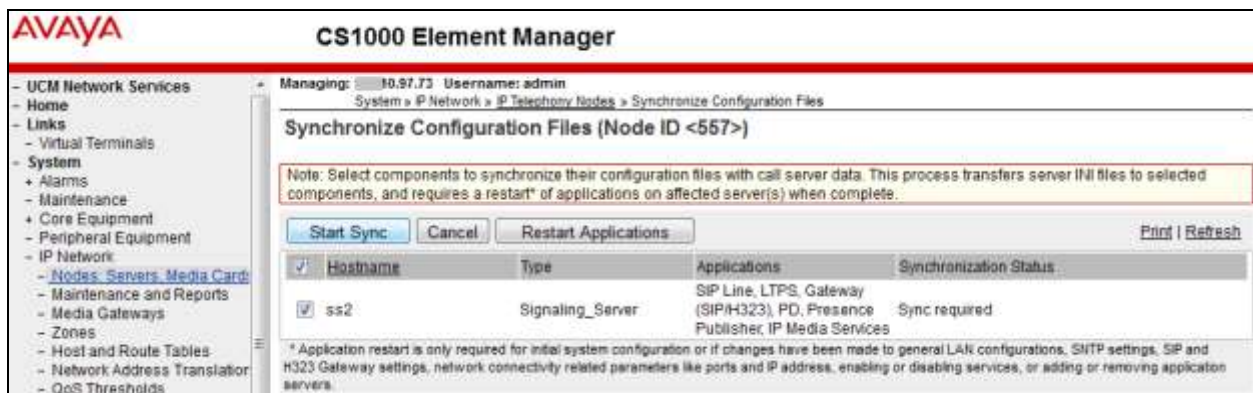 AVAYA
CS1000 Element Manager
- UCM Network Services
- Home
- Links
- Virtual Terminals
- System
+ Alarms
- Maintenance
+ Core Equipment
- Peripheral Equipment
- IP Network
- Nodes: Servers, Media Cards
- Maintenance and Reports
- Media Gateways
- Zones
- Host and Route Tables
- Network Address Translation
- QoS Thresholds
Managing: 10.97.73 Username: admin
System » IP Network » IP Telephony Nodes » Synchronize Configuration Files
Synchronize Configuration Files (Node ID <557>)
Note: Select components to synchronize their configuration files with call server data. This process transfers server INI files to selected
components, and requires a restart* of applications on affected server(s) when complete.
Start Sync Cancel Restart Applications Print | Refresh
Hostname Type Applications Synchronization Status
ss2 Signaling_Server SIP Line, LTPS, Gateway (SIP/H323), PD, Presence Publisher, IP Media Services Sync required
* Application restart is only required for initial system configuration or if changes have been made to general LAN configurations, SNTP settings, SIP and
H323 Gateway settings, network connectivity related parameters like ports and IP address, enabling or disabling services, or adding or removing application
servers.